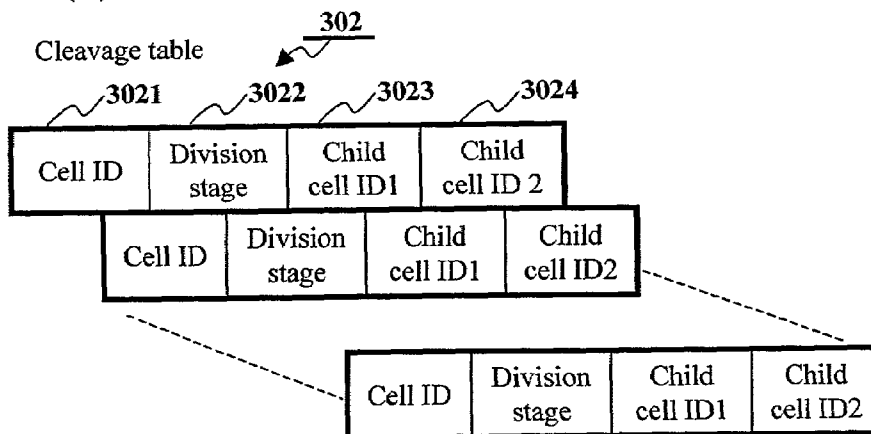 302
Cleavage table
3021 3022 3023 3024
Cell ID Division stage Child cell ID1 Child cell ID 2
Cell ID Division stage Child cell ID1 Child cell ID2
Cell ID Division stage Child cell ID1 Child cell ID2